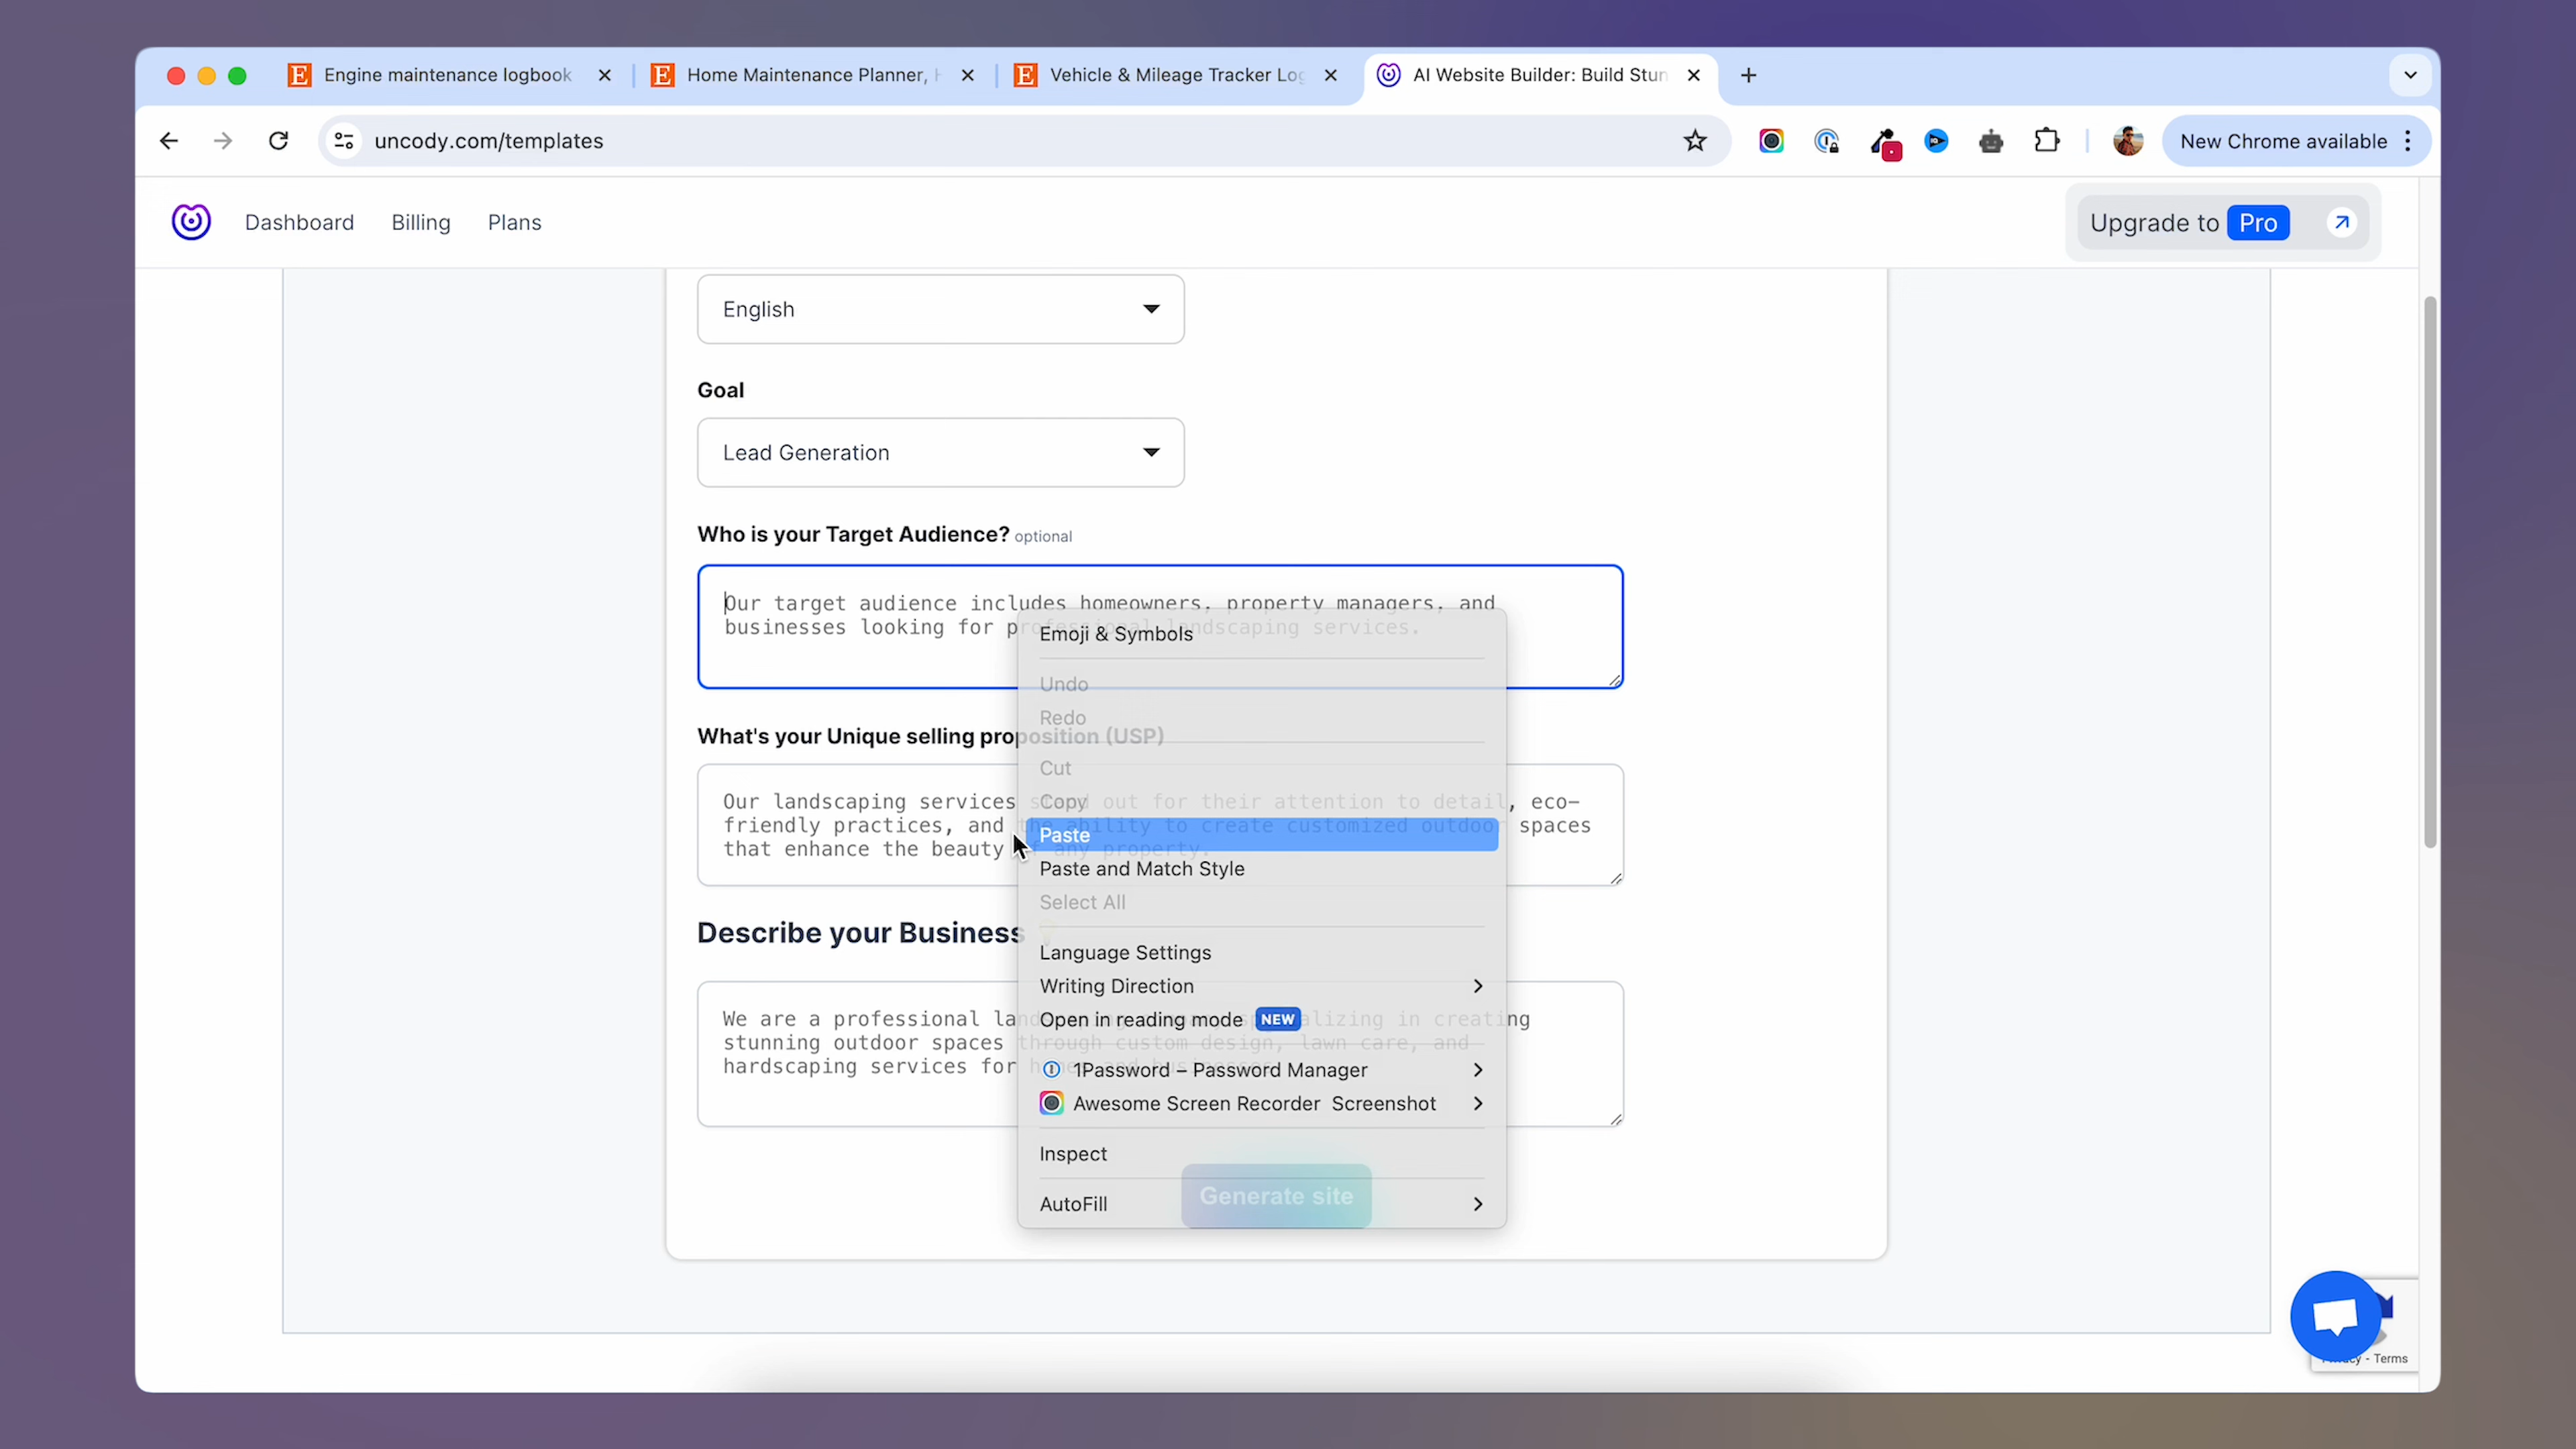 Engine maintenance logbook
Home Maintenance Planner,
Vehicle & Mileage Tracker Log
AI Website Builder: Build Stun
uncody.com/templates
New Chrome available
Dashboard
Billing
Plans
Upgrade to Pro
English
Goal
Lead Generation
Who is your Target Audience? optional
Our target audience includes homeowners, property managers, and
businesses looking for professional landscaping services.
Emoji & Symbols
Undo
Redo
What's your Unique selling proposition (USP)
Cut
Copy
Our landscaping services stand out for their attention to detail, eco-
friendly practices, and the ability to create customized outdoor spaces
that enhance the beauty of any property.
Paste
Paste and Match Style
Select All
Describe your Business
Language Settings
Writing Direction
Open in reading mode NEW
We are a professional landscaping company specializing in creating
stunning outdoor spaces through custom design, lawn care, and
hardscaping services for homes and businesses.
1Password – Password Manager
Awesome Screen Recorder Screenshot
Inspect
AutoFill
Generate site
- Terms